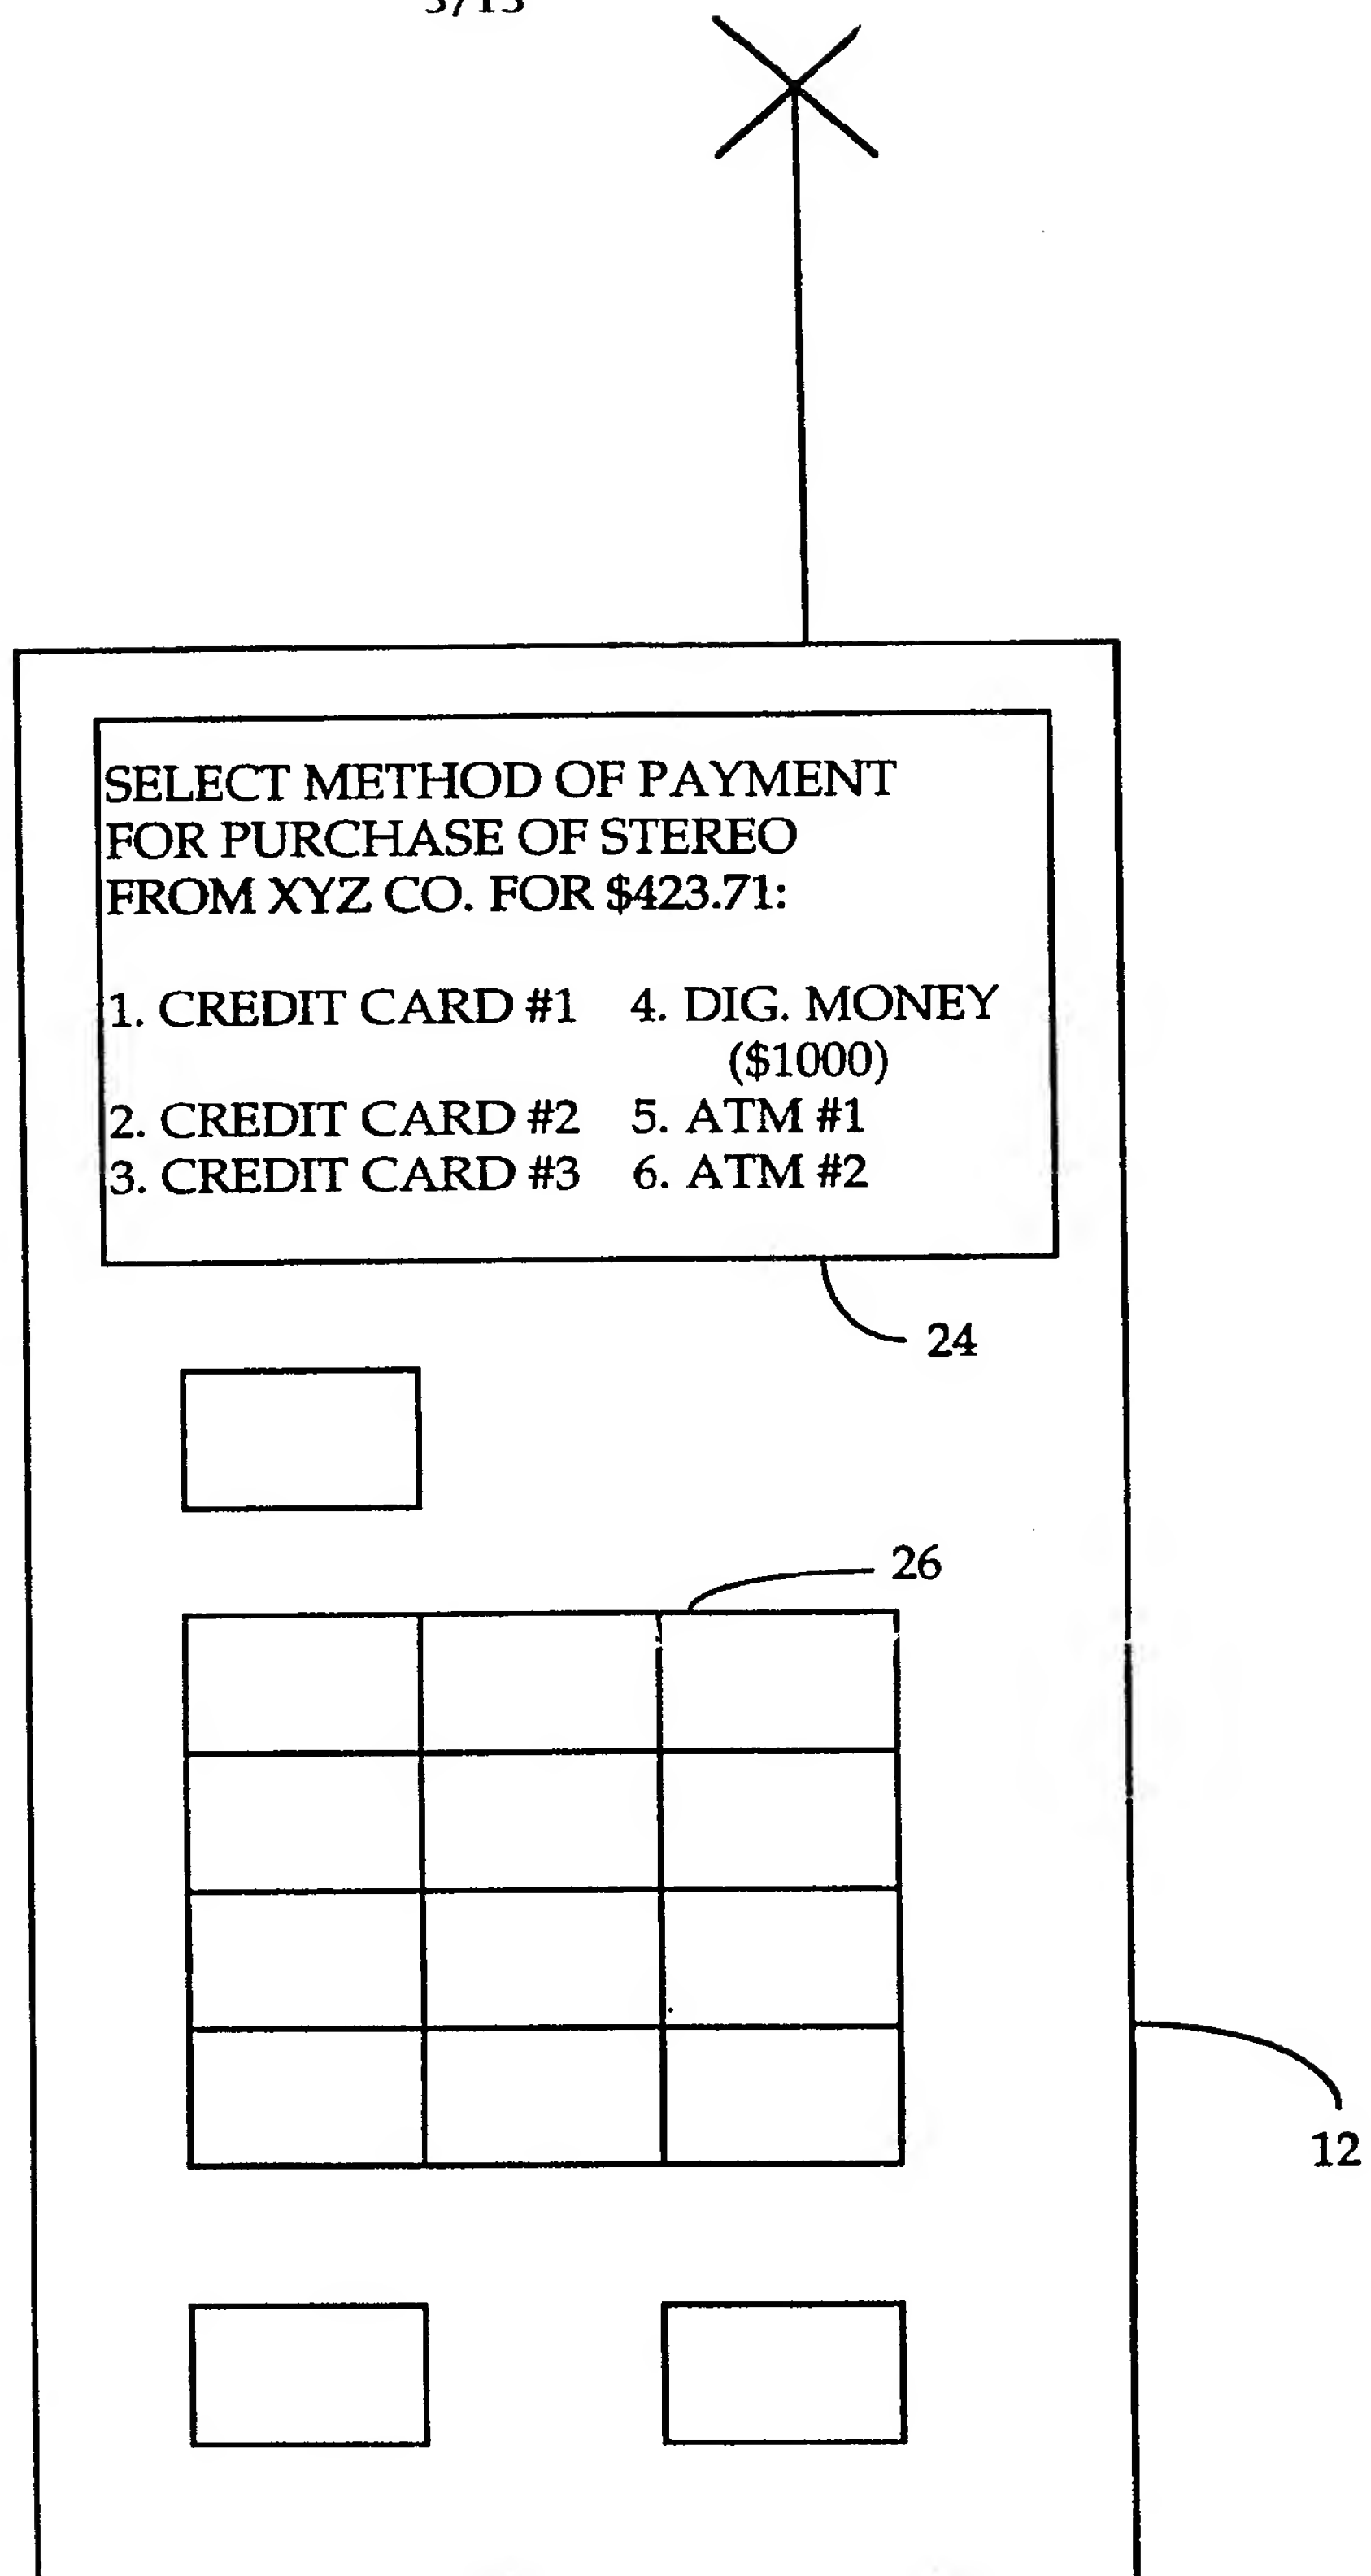 SELECT METHOD OF PAYMENT
FOR PURCHASE OF STEREO
FROM XYZ CO. FOR $423.71:
1. CREDIT CARD #1 4. DIG. MONEY
($1000)
2. CREDIT CARD #2 5. ATM #1
3. CREDIT CARD #3 6. ATM #2
24
26
12